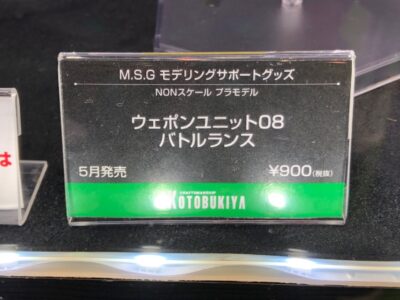 M.S.G モデリングサポートグッズ
NONスケール プラモデル
ウェポンユニット08
バトルランス
5月発売 ¥900(税抜)
KOTOBUKIYA
は